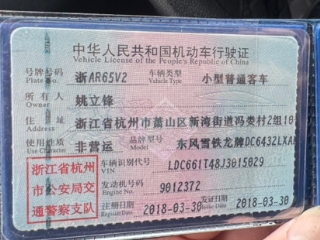 中华人民共和国机动车行驶证
Vehicle License of the People's Republic of China
号牌号码 浙AR65V2 车辆类型 小型普通客车
Plate No. Vehicle Type
所有人 姚立锋
Owner
住址 浙江省杭州市萧山区新湾街道冯娄村2组10
Address
使用性质 非营运 品牌型号 东风雪铁龙牌DC6432LXA
Use Character Model
浙江省杭州
市公安局交
通警察支队
车辆识别代号 LDC661T48J3015029
VIN
发动机号码 9012372
Engine No.
注册日期 2018-03-30 发证日期 2018-03-30
Register Date Issue Date